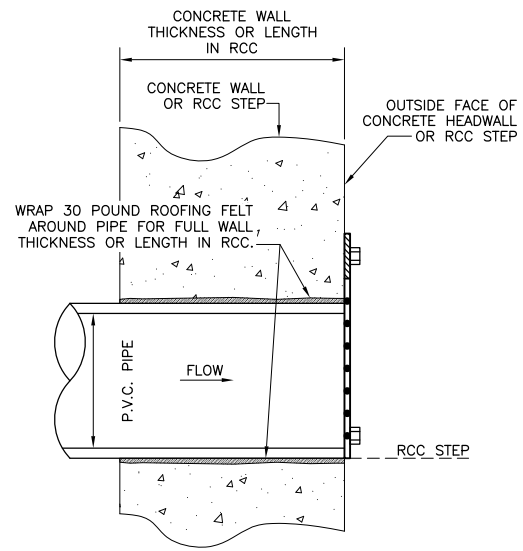 CONCRETE WALL
THICKNESS OR LENGTH
IN RCC
CONCRETE WALL
OR RCC STEP
OUTSIDE FACE OF
CONCRETE HEADWALL
OR RCC STEP
WRAP 30 POUND ROOFING FELT
AROUND PIPE FOR FULL WALL
THICKNESS OR LENGTH IN RCC.
P.V.C. PIPE
FLOW
RCC STEP